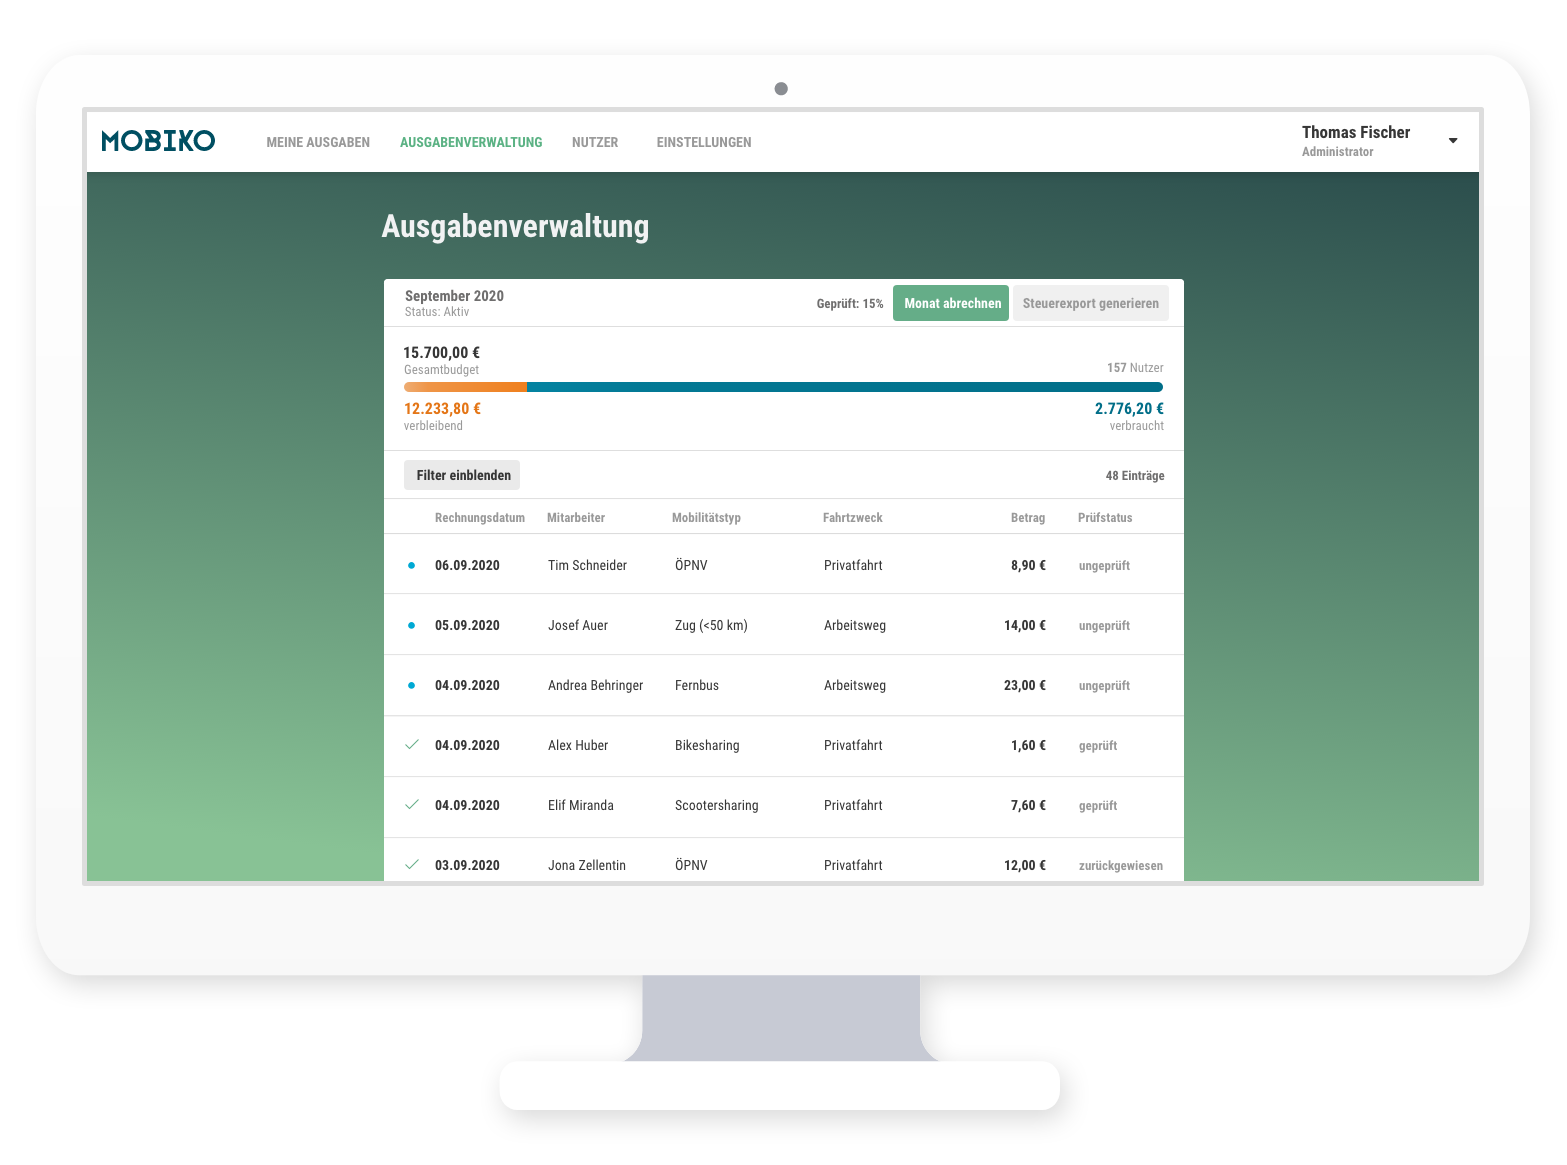 MOBIKO MEINE AUSGABEN AUSGABENVERWALTUNG NUTZER EINSTELLUNGEN Thomas Fischer
Administrator
Ausgabenverwaltung
September 2020
Status: Aktiv
Geprüft: 15% Monat abrechnen Steuerexport generieren
15.700,00 €
Gesamtbudget 157 Nutzer
12.233,80 € 2.776,20 €
verbleibend verbraucht
Filter einblenden 48 Einträge
Rechnungsdatum Mitarbeiter Mobilitätstyp Fahrtzweck Betrag Prüfstatus
06.09.2020 Tim Schneider ÖPNV Privatfahrt 8,90 € ungeprüft
05.09.2020 Josef Auer Zug (<50 km) Arbeitsweg 14,00 € ungeprüft
04.09.2020 Andrea Behringer Fernbus Arbeitsweg 23,00 € ungeprüft
04.09.2020 Alex Huber Bikesharing Privatfahrt 1,60 € geprüft
04.09.2020 Elif Miranda Scootersharing Privatfahrt 7,60 € geprüft
03.09.2020 Jona Zellentin ÖPNV Privatfahrt 12,00 € zurückgewiesen